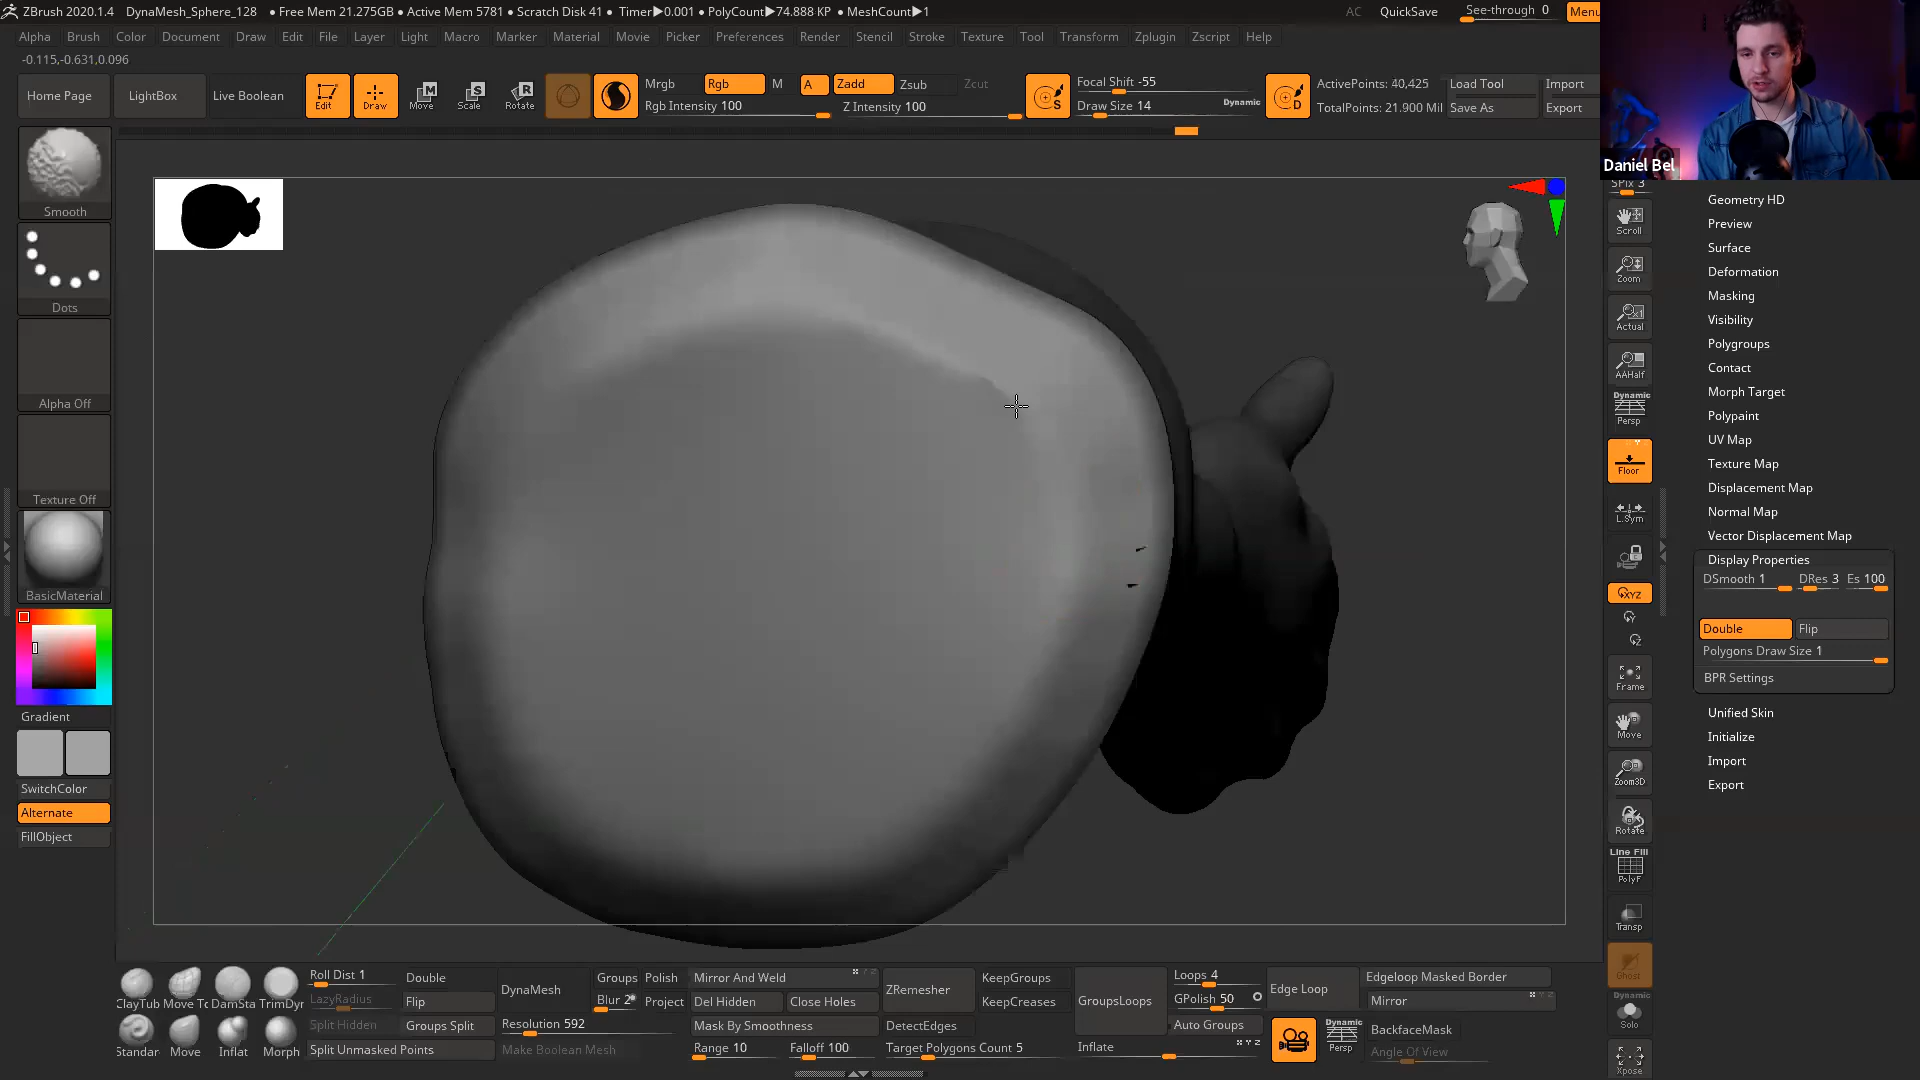 ZBrush 2020.1.4 DynaMesh_Sphere_128 ● Free Mem 21.275GB ● Active Mem 5781 ● Scratch Disk 41 ● Timer▶0.001 ● PolyCount▶74.888 KP ● MeshCount▶1 AC QuickSave See-through 0 Menu
Alpha Brush Color Document Draw Edit File Layer Light Macro Marker Material Movie Picker Preferences Render Stencil Stroke Texture Tool Transform Zplugin Zscript Help
-0.115,-0.631,0.096
Home Page LightBox Live Boolean Edit Draw Move Scale Rotate
Mrgb Rgb M A Zadd Zsub Zcut
Rgb Intensity 100 Z Intensity 100
Focal Shift -55
Draw Size 14 Dynamic
ActivePoints: 40,425
TotalPoints: 21.900 Mil
Load Tool Import
Save As Export
Daniel Bel
Smooth
Dots
Alpha Off
Texture Off
BasicMaterial
Gradient
SwitchColor
Alternate
FillObject
SPix 3
Scroll
Zoom
Actual
AAHalf
Dynamic
Persp
Floor
L.Sym
XYZ
Frame
Move
Zoom3D
Rotate
Line Fill
PolyF
Transp
Ghost
Dynamic
Solo
Xpose
Geometry HD
Preview
Surface
Deformation
Masking
Visibility
Polygroups
Contact
Morph Target
Polypaint
UV Map
Texture Map
Displacement Map
Normal Map
Vector Displacement Map
Display Properties
DSmooth 1 DRes 3 Es 100
Double Flip
Polygons Draw Size 1
BPR Settings
Unified Skin
Initialize
Import
Export
ClayTub Move To DamSta TrimDyn
Standar Move Inflat Morph
Roll Dist 1 Double
LazyRadius Flip
Split Hidden Groups Split
Split Unmasked Points
DynaMesh
Groups Polish
Blur 2 Project
Resolution 592
Make Boolean Mesh
Mirror And Weld
Del Hidden Close Holes
Mask By Smoothness
Range 10 Falloff 100
ZRemesher
KeepGroups
KeepCreases
DetectEdges
Target Polygons Count 5
GroupsLoops
Loops 4
GPolish 50
Auto Groups
Inflate
Edge Loop
Edgeloop Masked Border
Mirror
Dynamic
Persp
BackfaceMask
Angle Of View